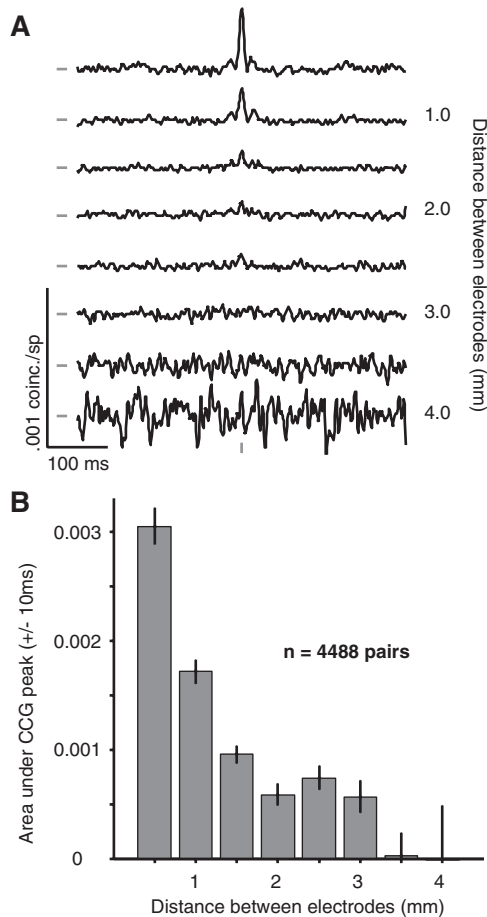 A
1.0
2.0
3.0
4.0
Distance between electrodes (mm)
.001 coinc./sp
100 ms
B
Area under CCG peak (+/- 10ms)
0.003
0.002
0.001
0
n = 4488 pairs
1
2
3
4
Distance between electrodes (mm)